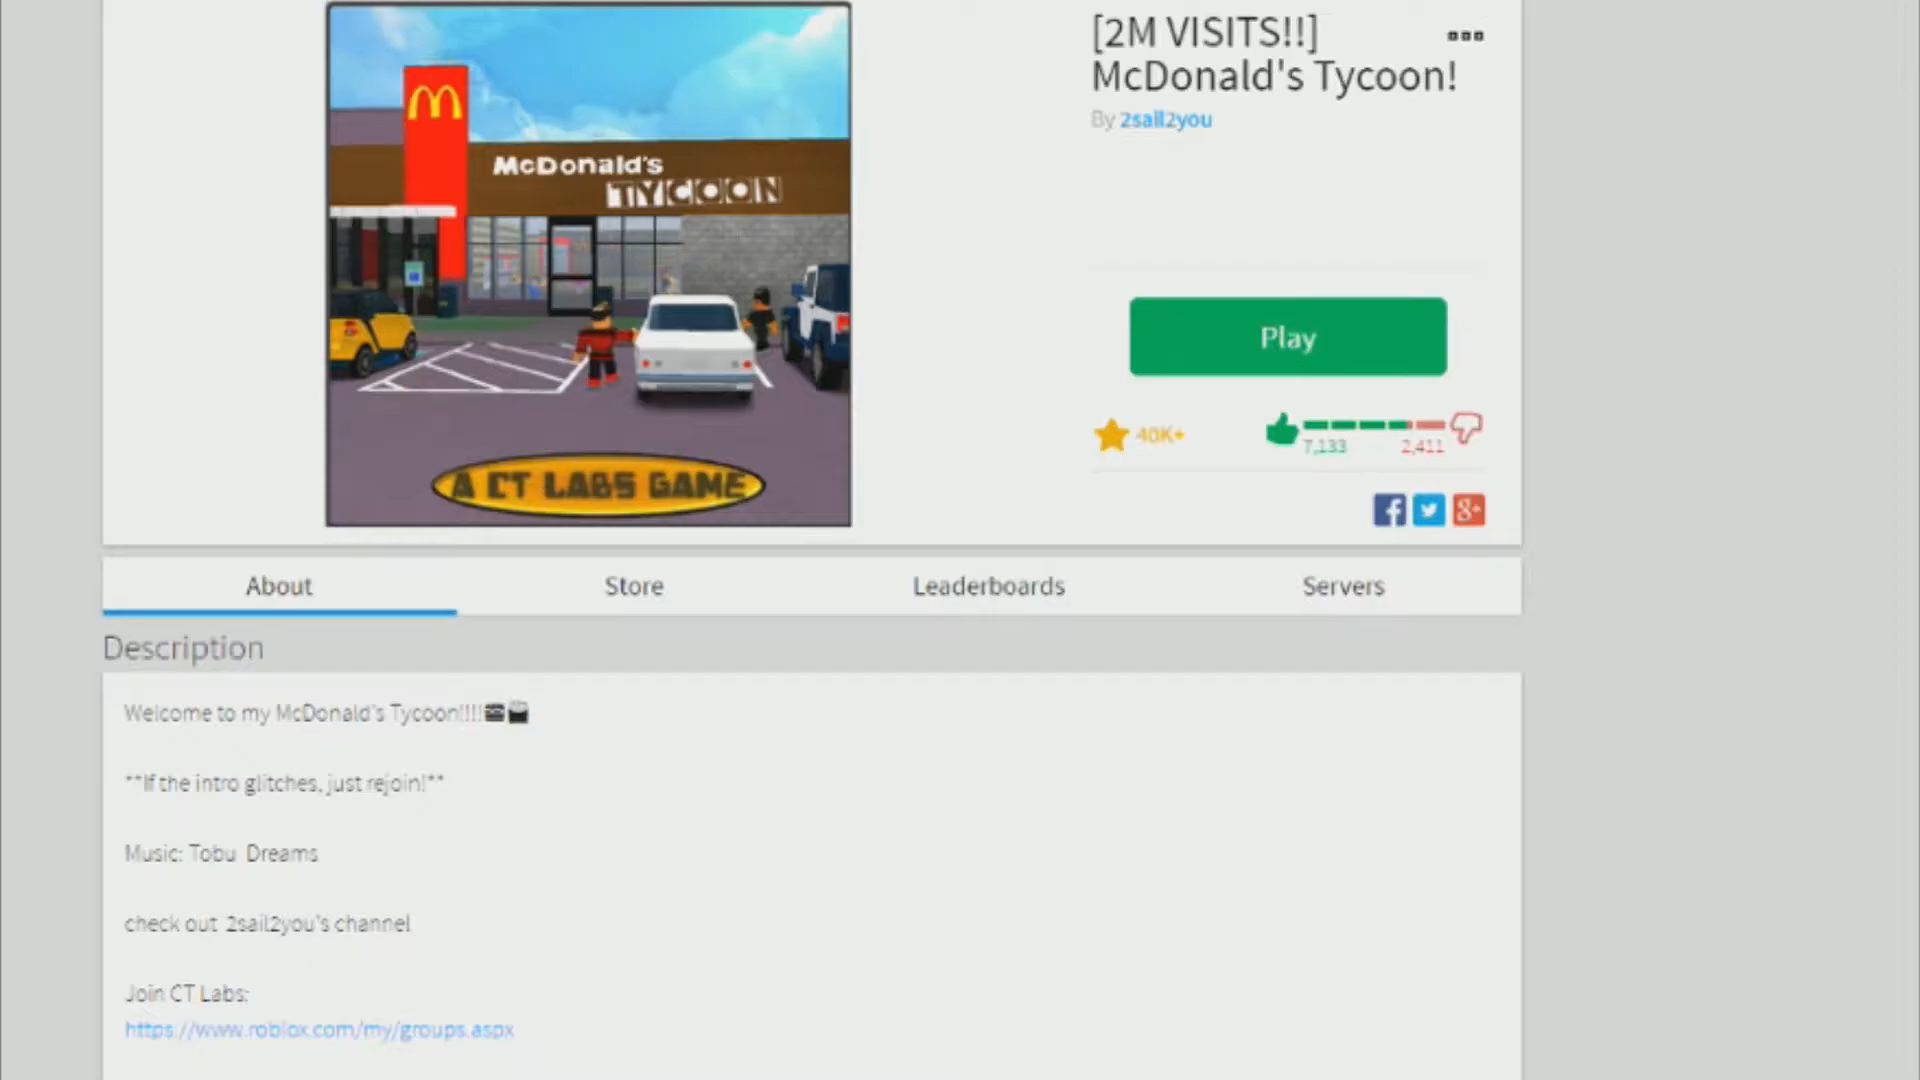 [2M VISITS!!]
McDonald's Tycoon!
By 2sail2you
McDonald's
TYCOON
A CT LABS GAME
Play
40K+
7,133
2,411
About
Store
Leaderboards
Servers
Description
Welcome to my McDonald's Tycoon!!!!🍔🍟
**If the intro glitches, just rejoin!**
Music: Tobu Dreams
check out 2sail2you's channel
Join CT Labs:
https://www.roblox.com/my/groups.aspx